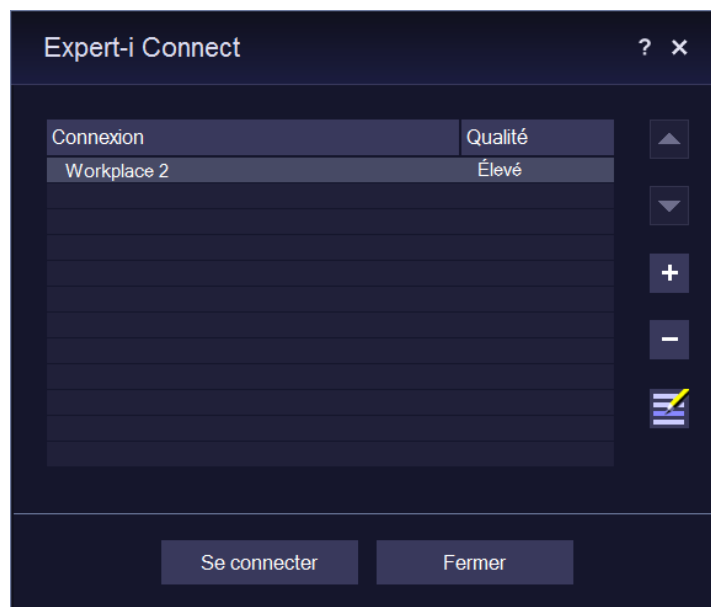 Expert-i Connect ? ×
Connexion Qualité
Workplace 2 Élevé
+
−
Se connecter Fermer